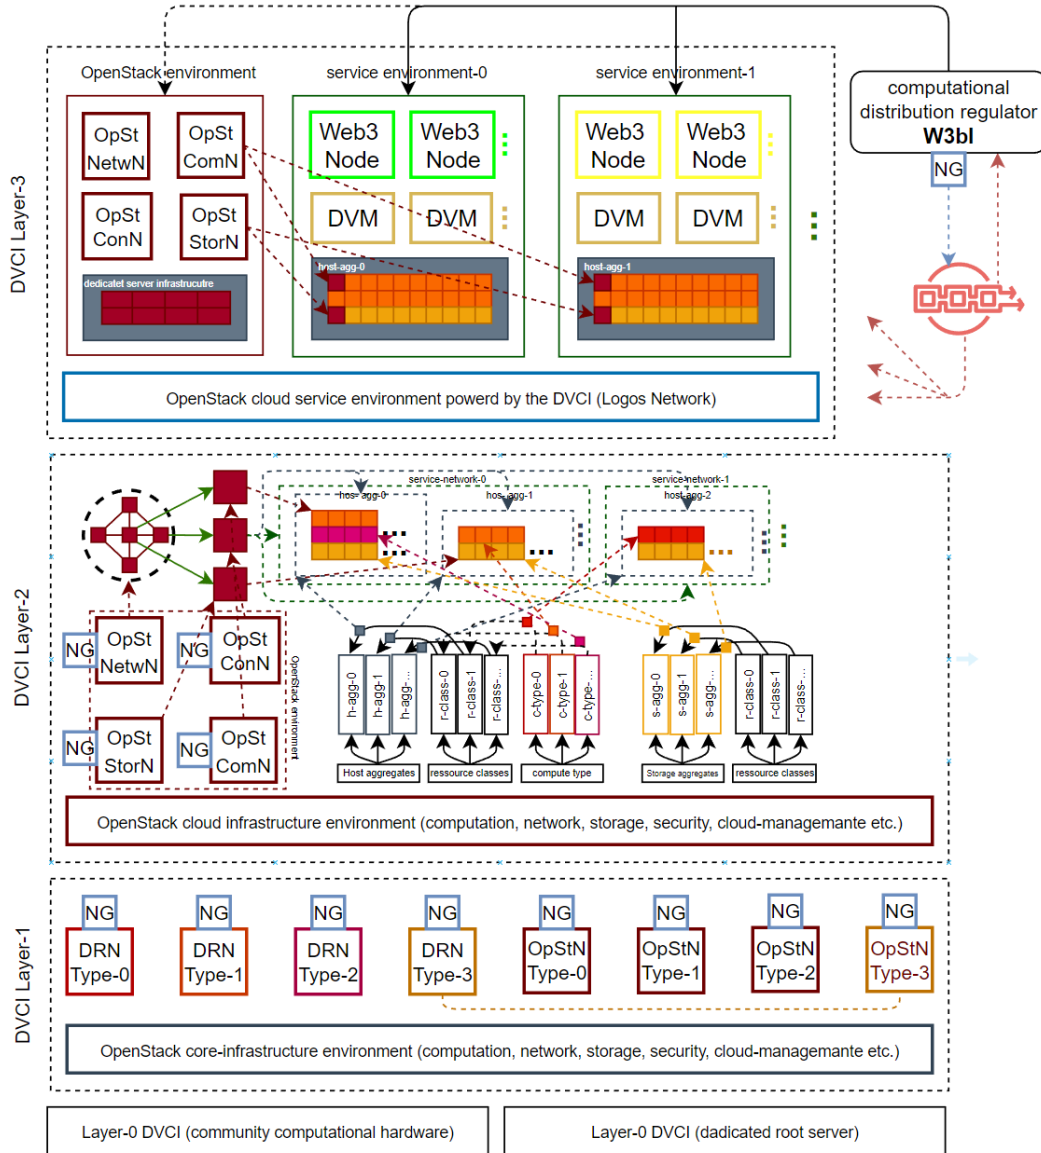 OpenStack environment
service environment-0
service environment-1
computational
distribution regulator
W3bl
NG
OpSt
NetwN
OpSt
ComN
OpSt
ConN
OpSt
StorN
dedicatet server infrastrucutre
Web3
Node
Web3
Node
DVM
DVM
host-agg-0
Web3
Node
Web3
Node
DVM
DVM
host-agg-1
OpenStack cloud service environment powerd by the DVCI (Logos Network)
DVCI Layer-3
service-network-0
service-network-1
hos- agg-0
hos- agg-1
host-agg-2
NG
OpSt
NetwN
NG
OpSt
ConN
NG
OpSt
StorN
NG
OpSt
ComN
OpenStack
environment
h-agg-0
h-agg-1
h-agg-...
r-class-0
r-class-1
r-class-...
c-type-0
c-type-1
c-type-...
s-agg-0
s-agg-1
s-agg-...
r-class-0
r-class-1
r-class-...
Host aggregates
ressource classes
compute type
Storage aggregates
ressource classes
OpenStack cloud infrastructure environment (computation, network, storage, security, cloud-managemante etc.)
DVCI Layer-2
NG
DRN
Type-0
NG
DRN
Type-1
NG
DRN
Type-2
NG
DRN
Type-3
NG
OpStN
Type-0
NG
OpStN
Type-1
NG
OpStN
Type-2
NG
OpStN
Type-3
OpenStack core-infrastructure environment (computation, network, storage, security, cloud-managemante etc.)
DVCI Layer-1
Layer-0 DVCI (community computational hardware)
Layer-0 DVCI (dadicated root server)